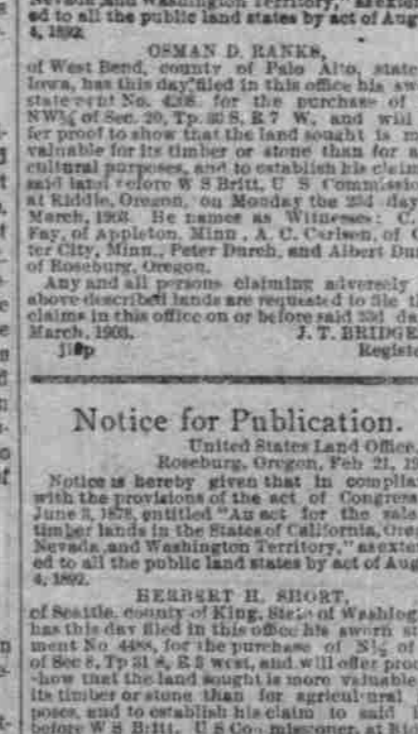 ed to all the public land states by act of Aug
4, 1892.
OSMAN D. RANKS,
of West Bend, county of Palo Alto, state
Iowa, has this day filed in this office his sw
statement No. for the purchase of
NW¼ of Sec. 20, Tp. 30 S, R 7 W, and will
fer proof to show that the land sought is m
valuable for its timber or stone than for a
cultural purposes, and to establish his claim
said land before W S Britt, U S Commissi
at Riddle, Oregon, on Monday the 23d day
March, 1903. He names as Witnesses: C.
Fay, of Appleton, Minn., A. C. Carlsen, of
ter City, Minn., Peter Durch, and Albert Du
of Roseburg, Oregon.
Any and all persons claiming adversely
above-described lands are requested to file
claims in this office on or before said 23d da
March, 1903. J. T. BRIDGE
Registe
Notice for Publication.
United States Land Office,
Roseburg, Oregon, Feb 21, 19
Notice is hereby given that in complia
with the provisions of the act of Congress
June 3, 1878, entitled "An act for the sale
timber lands in the States of California, Ore
Nevada and Washington Territory," as exte
ed to all the public land states by act of Aug
4, 1892.
HERBERT H. SHORT,
of Seattle, county of King, State of Washing
has this day filed in this office his sworn s
ment No 4488, for the purchase of N½ of
of Sec 8, Tp 31 S, R 3 west, and will offer pro
show that the land sought is more valuable
its timber or stone than for agricultural
poses, and to establish his claim to said
before W S Britt, U S Commissioner, at Rid